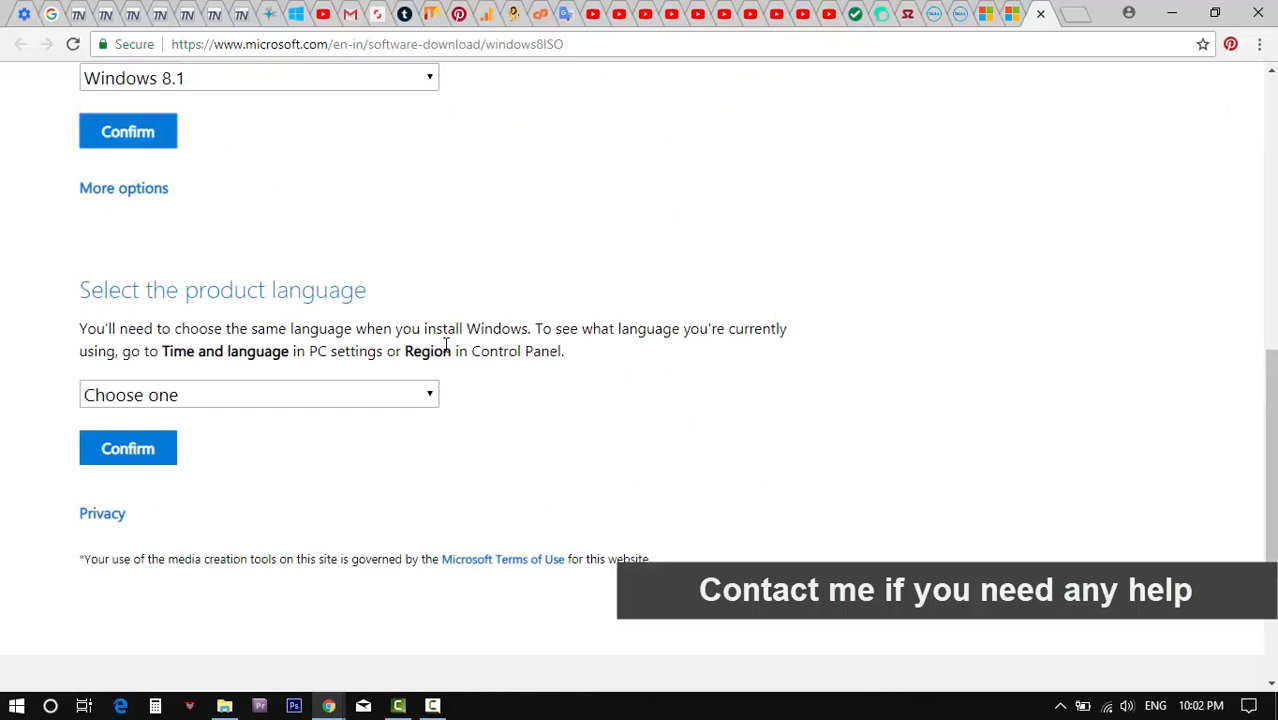 Secure
https://www.microsoft.com/en-in/software-download/windows8ISO
Windows 8.1
Confirm
More options
Select the product language
You'll need to choose the same language when you install Windows. To see what language you're currently
using, go to Time and language in PC settings or Region in Control Panel.
Choose one
Confirm
Privacy
*Your use of the media creation tools on this site is governed by the Microsoft Terms of Use for this website.
Contact me if you need any help
10:02 PM